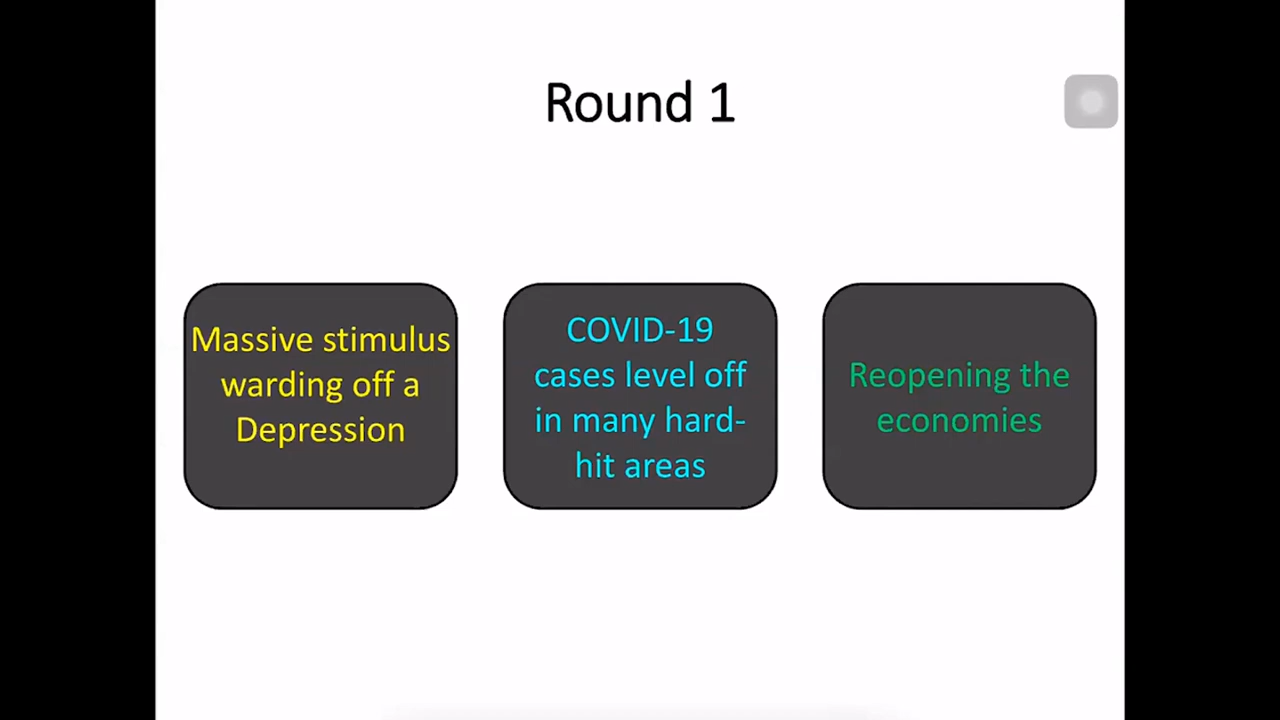 Round 1
Massive stimulus
warding off a
Depression
COVID-19
cases level off
in many hard-
hit areas
Reopening the
economies